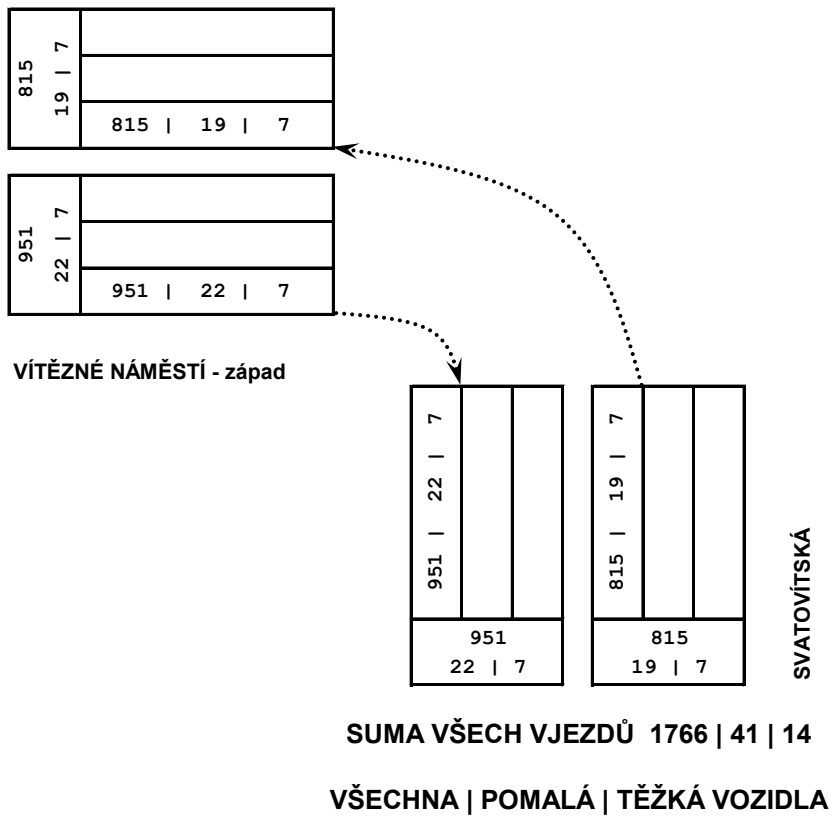 815
19 | 7
815 | 19 | 7
951
22 | 7
951 | 22 | 7
VÍTĚZNÉ NÁMĚSTÍ - západ
951 | 22 | 7
815 | 19 | 7
951
22 | 7
815
19 | 7
SVATOVÍTSKÁ
SUMA VŠECH VJEZDŮ 1766 | 41 | 14
VŠECHNA | POMALÁ | TĚŽKÁ VOZIDLA